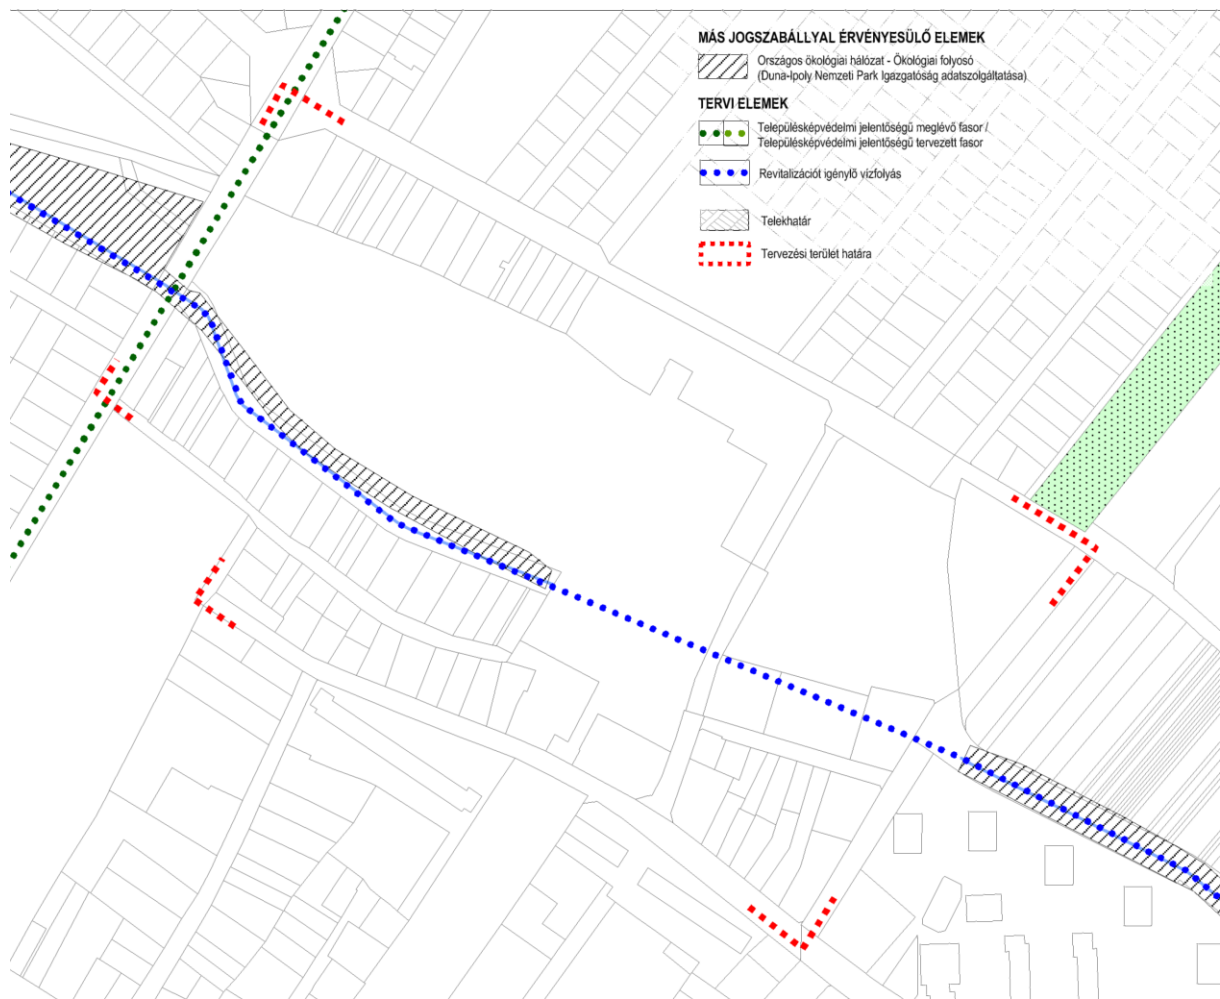 MÁS JOGSZABÁLLYAL ÉRVÉNYESÜLŐ ELEMEK
Országos ökológiai hálózat - Ökológiai folyosó
(Duna-Ipoly Nemzeti Park Igazgatóság adatszolgáltatása)
TERVI ELEMEK
Településképvédelmi jelentőségű meglévő fasor /
Településképvédelmi jelentőségű tervezett fasor
Revitalizációt igénylő vízfolyás
Telekhatár
Tervezési terület határa